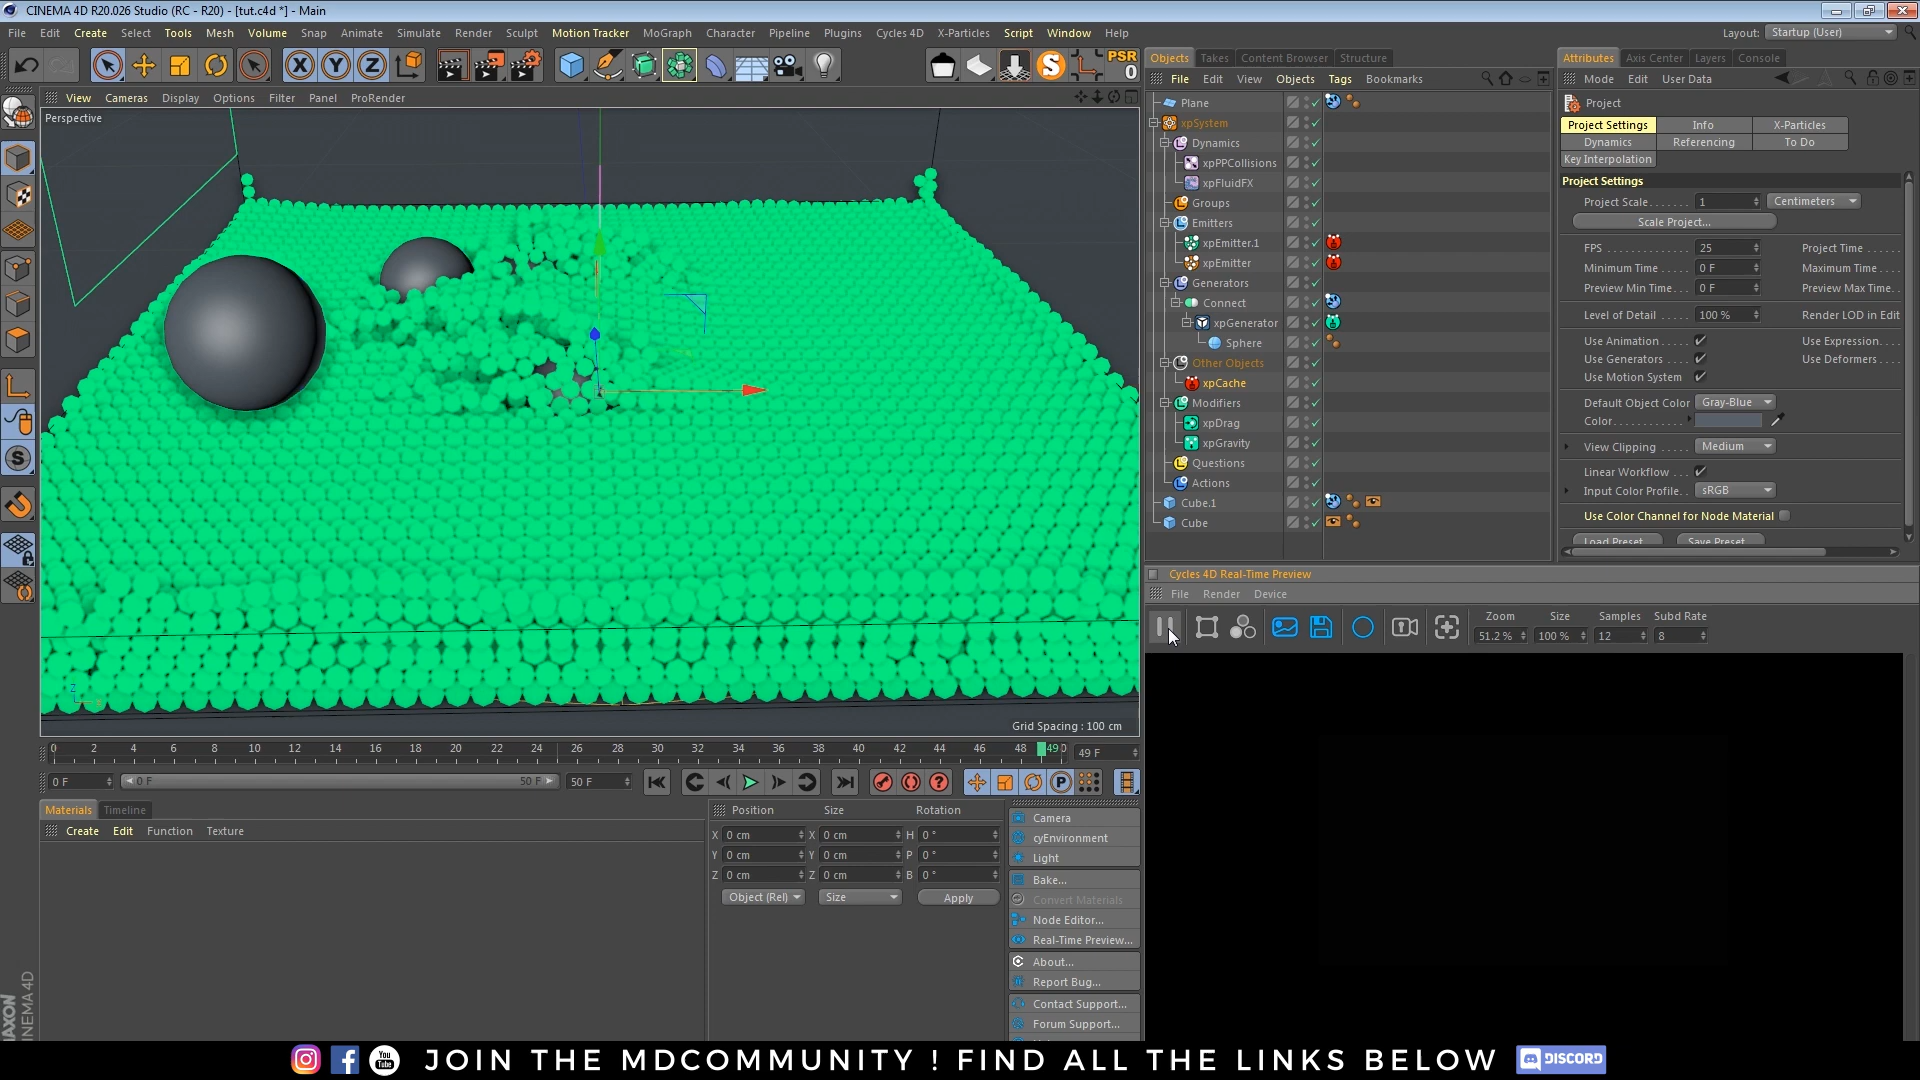 CINEMA 4D R20.026 Studio (RC - R20) - [tut.c4d *] - Main
File Edit Create Select Tools Mesh Volume Snap Animate Simulate Render Sculpt Motion Tracker MoGraph Character Pipeline Plugins Cycles 4D X-Particles Script Window Help
Layout: Startup (User)
PSR
0
View Cameras Display Options Filter Panel ProRender
Perspective
Grid Spacing : 100 cm
Objects Takes Content Browser Structure
File Edit View Objects Tags Bookmarks
Plane
xpSystem
Dynamics
xpPPCollisions
xpFluidFX
Groups
Emitters
xpEmitter.1
xpEmitter
Generators
Connect
xpGenerator
Sphere
Other Objects
xpCache
Modifiers
xpDrag
xpGravity
Questions
Actions
Cube.1
Cube
Attributes Axis Center Layers Console
Mode Edit User Data
Project
Project Settings Info X-Particles
Dynamics Referencing To Do
Key Interpolation
Project Settings
Project Scale 1 Centimeters
Scale Project...
FPS 25 Project Time
Minimum Time 0 F Maximum Time
Preview Min Time 0 F Preview Max Time
Level of Detail 100 % Render LOD in Edit
Use Animation Use Expression
Use Generators Use Deformers
Use Motion System
Default Object Color Gray-Blue
Color
View Clipping Medium
Linear Workflow
Input Color Profile sRGB
Use Color Channel for Node Material
Load Preset Save Preset
Cycles 4D Real-Time Preview
File Render Device
Zoom Size Samples Subd Rate
51.2 % 100 % 12 8
0 2 4 6 8 10 12 14 16 18 20 22 24 26 28 30 32 34 36 38 40 42 44 46 48 49 0 49 F
0 F 0 F 50 F 50 F
Materials Timeline
Create Edit Function Texture
Position Size Rotation
X 0 cm X 0 cm H 0 °
Y 0 cm Y 0 cm P 0 °
Z 0 cm Z 0 cm B 0 °
Object (Rel) Size Apply
Camera
cyEnvironment
Light
Bake...
Convert Materials
Node Editor...
Real-Time Preview...
About...
Report Bug...
Contact Support...
Forum Support...
CINEMA 4D
JOIN THE MDCOMMUNITY ! FIND ALL THE LINKS BELOW DISCORD